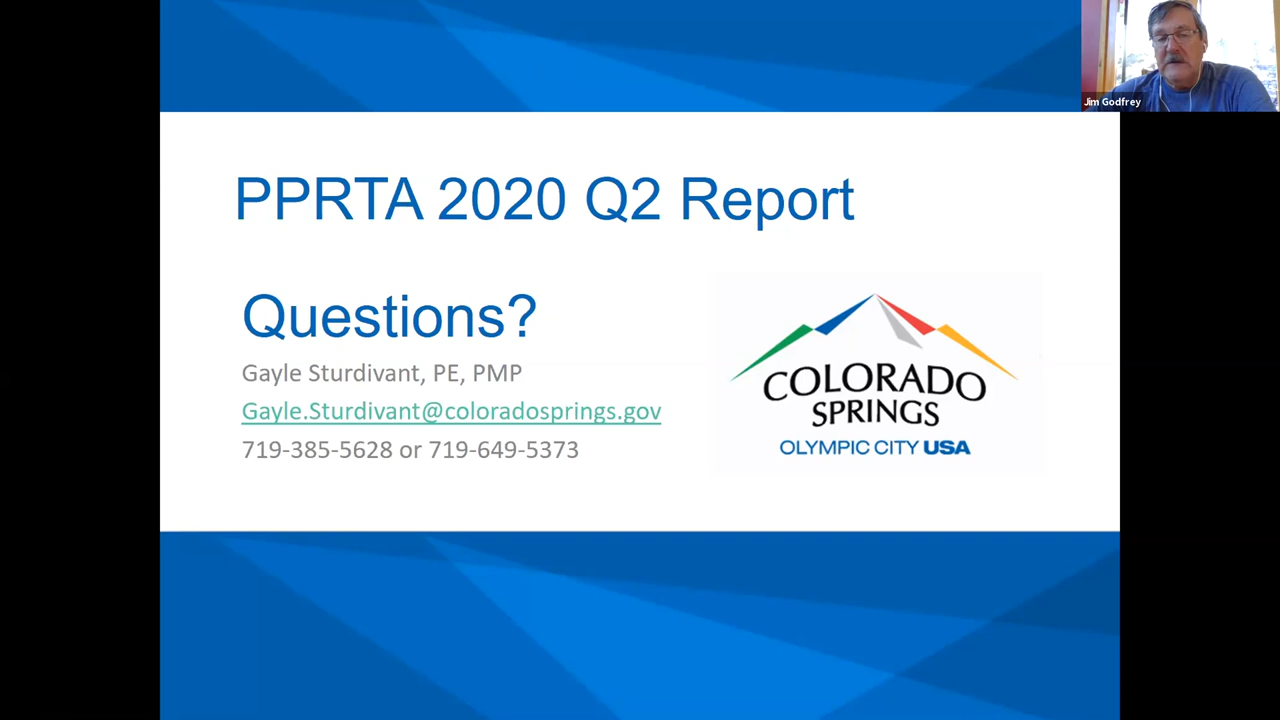 Jim Godfrey
PPRTA 2020 Q2 Report
Questions?
Gayle Sturdivant, PE, PMP
Gayle.Sturdivant@coloradosprings.gov
719-385-5628 or 719-649-5373
COLORADO
SPRINGS
OLYMPIC CITY USA